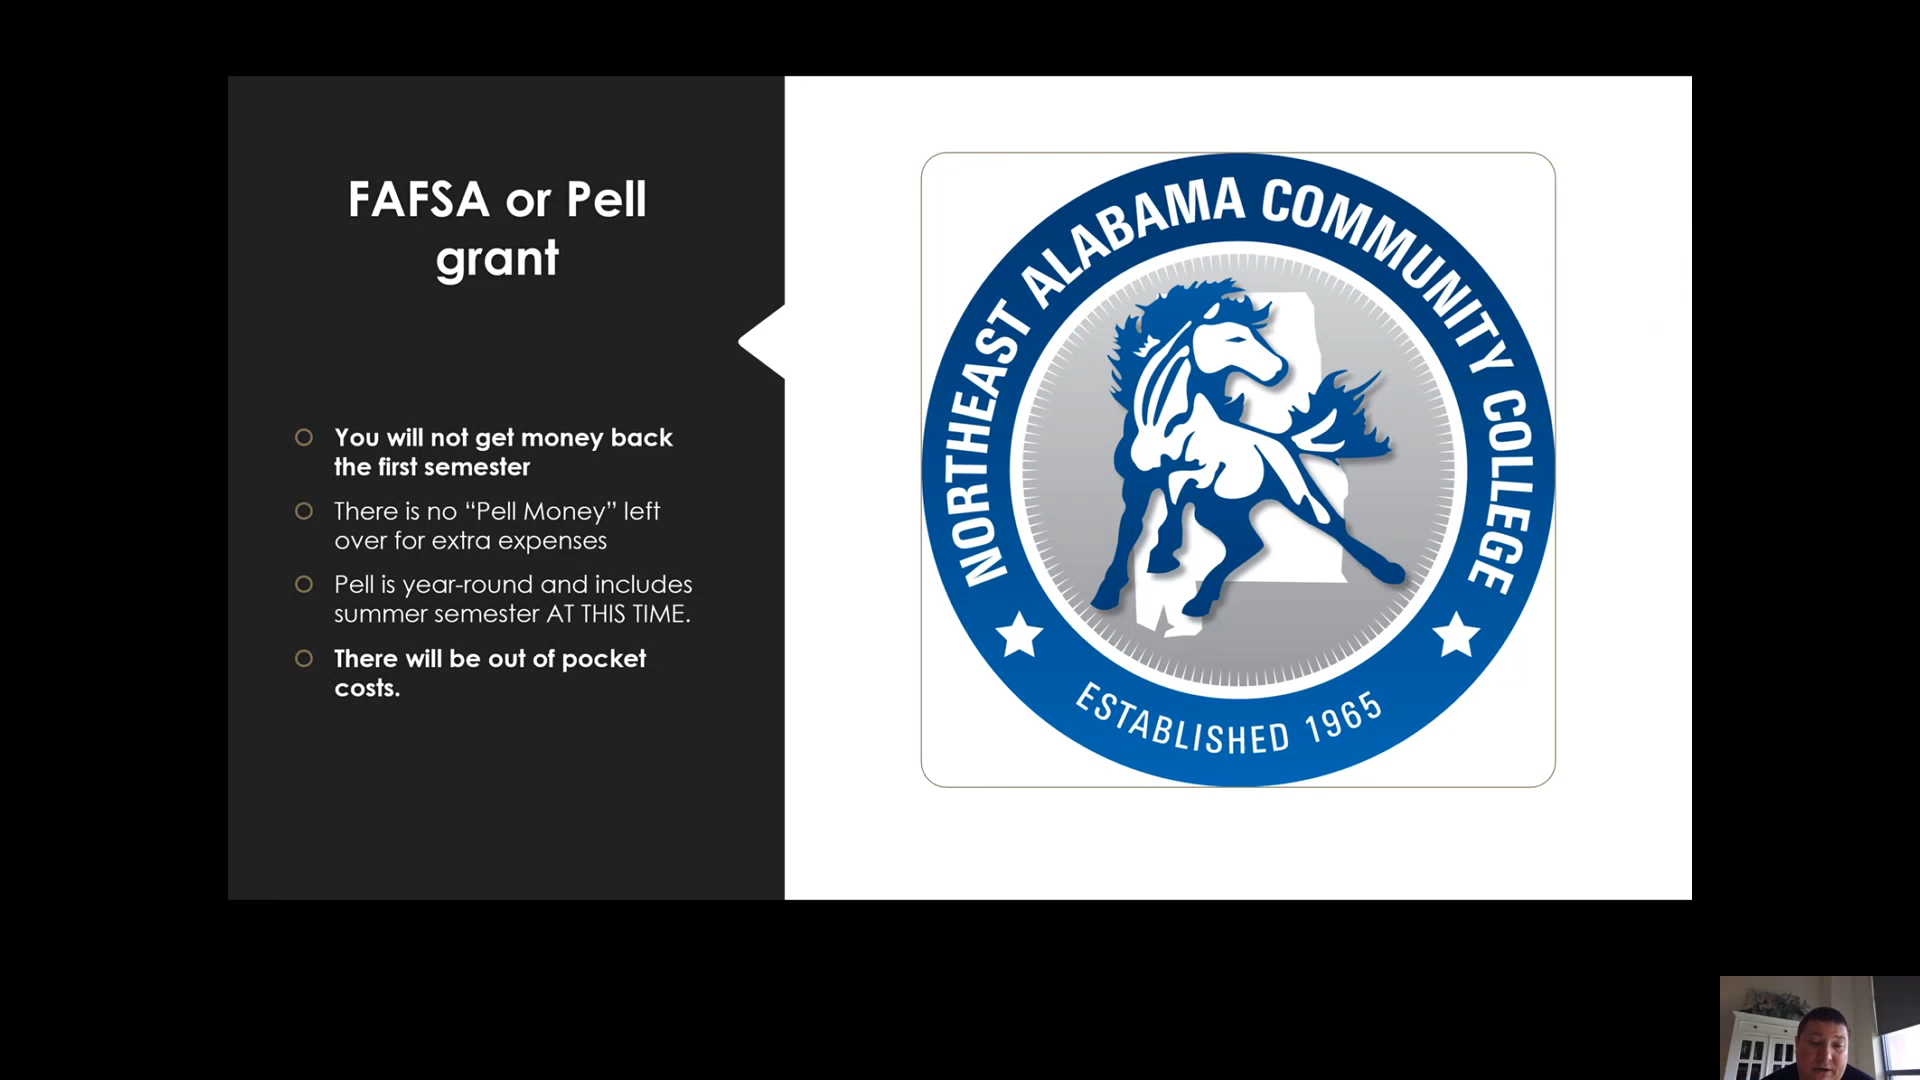 FAFSA or Pell
grant
You will not get money back
the first semester
There is no “Pell Money” left
over for extra expenses
Pell is year-round and includes
summer semester AT THIS TIME.
There will be out of pocket
costs.
NORTHEAST ALABAMA COMMUNITY COLLEGE
ESTABLISHED 1965